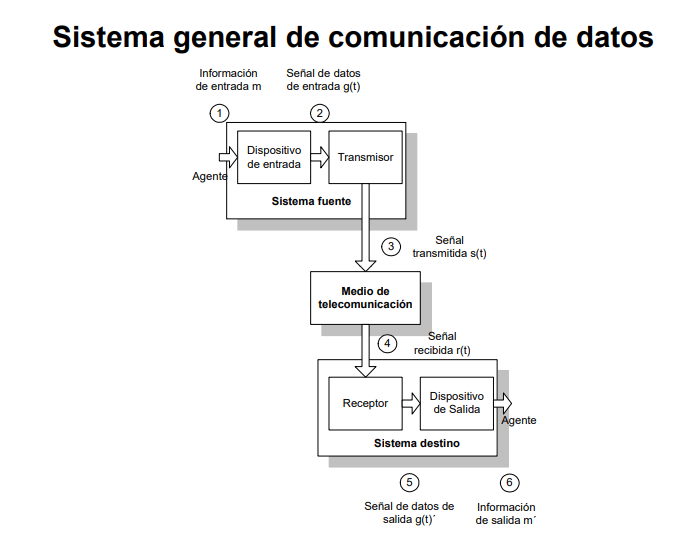 Sistema general de comunicación de datos
Información
de entrada m
Señal de datos
de entrada g(t)
1
2
Dispositivo
de entrada
Transmisor
Agente
Sistema fuente
3
Señal
transmitida s(t)
Medio de
telecomunicación
4
Señal
recibida r(t)
Receptor
Dispositivo
de Salida
Agente
Sistema destino
5
6
Señal de datos de
salida g(t)´
Información
de salida m´